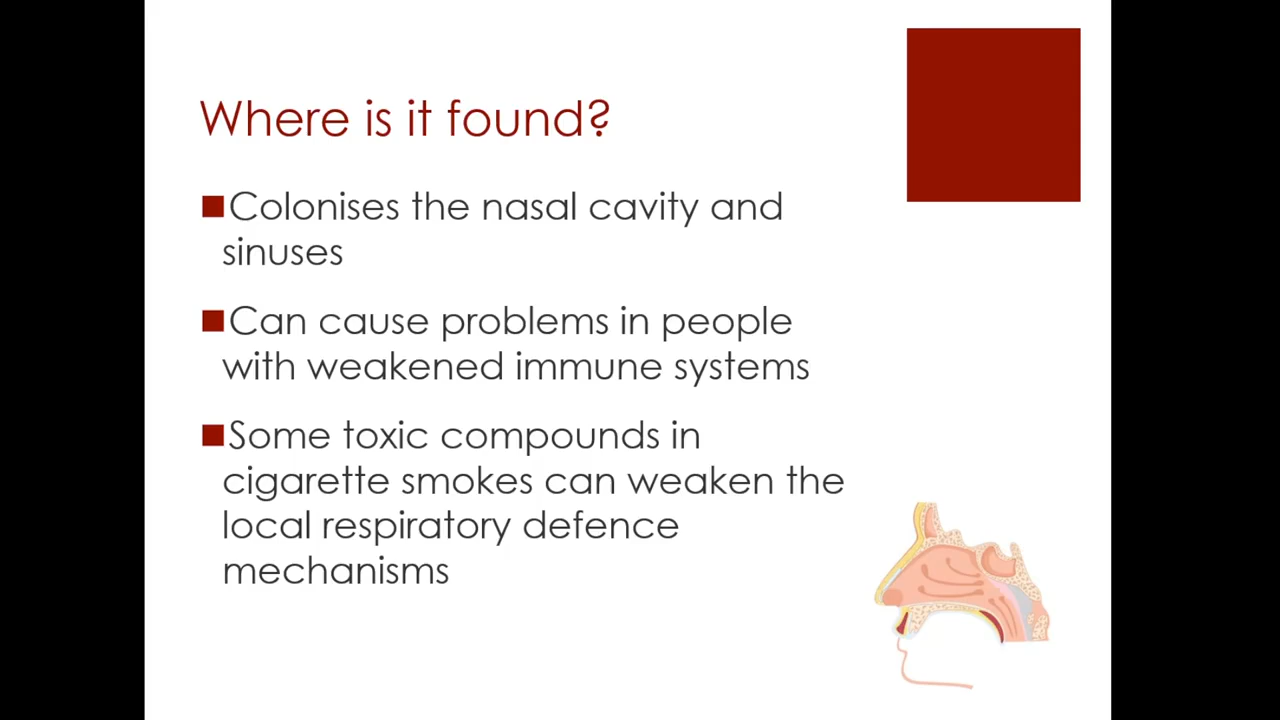 Where is it found?
Colonises the nasal cavity and
sinuses
Can cause problems in people
with weakened immune systems
Some toxic compounds in
cigarette smokes can weaken the
local respiratory defence
mechanisms